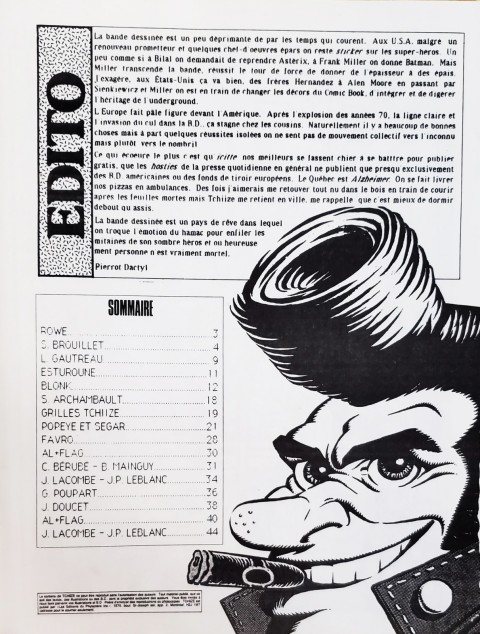 EDITO
La bande dessinée est un peu déprimante de par les temps qui courent. Aux U.S.A. malgré un
renouveau prometteur et quelques chef-d oeuvres épars on reste sticker sur les super-héros. Un
peu comme si à Bilal on demandait de reprendre Astérix, à Frank Miller on donne Batman. Mais
Miller transcende la bande, réussit le tour de force de donner de l'épaisseur à des épais.
J'exagère, aux États-Unis ça va bien, des frères Hernandez à Alen Moore en passant par
Sienkiewicz et Miller on est en train de changer les décors du Comic Book, d intégrer et de digérer
l héritage de l'underground.
L Europe fait pâle figure devant l'Amérique. Après l'explosion des années 70, la ligne claire et
l invasion du cul dans la B.D., ça stagne chez les cousins. Naturellement il y a beaucoup de bonnes
choses mais à part quelques réussites isolées on ne sent pas de mouvement collectif vers l'inconnu
mais plutôt vers le nombril.
Ce qui écoeure le plus c'est qu icitte nos meilleurs se fassent chier à se battre pour publier
gratis, que les de la presse quotidienne en général ne publient que presque exclusivement
des B.D. américaines ou des fonds de tiroir européens. Le Québec est Alzheimer. On se fait livrer
nos pizzas en ambulances. Des fois j'aimerais me retrouver tout nu dans le bois en train de courir
après les feuilles mortes mais Tchiize me retient en ville, me rappelle que c'est mieux de dormir
debout qu assis.
La bande dessinée est un pays de rêve dans lequel
on troque l émotion du hamac pour enfiler les
mitaines de son sombre héros et ou heureuse
ment personne n est vraiment mortel.
Pierrot Dactyl
SOMMAIRE
ROWE 3
S. BROUILLET 4
L. GAUTREAU 9
ESTUROUNE 11
BLONK 12
S. ARCHAMBAULT 18
GRILLES TCHIIZE 19
POPEYE ET SEGAR 21
FAVRO 28
AL+FLAG 30
C. BÉRUBÉ - B. MAINGUY 31
J. LACOMBE - J.P. LEBLANC 34
G. POUPART 36
J. DOUCET 38
AL+FLAG 40
J. LACOMBE - J.P. LEBLANC 44